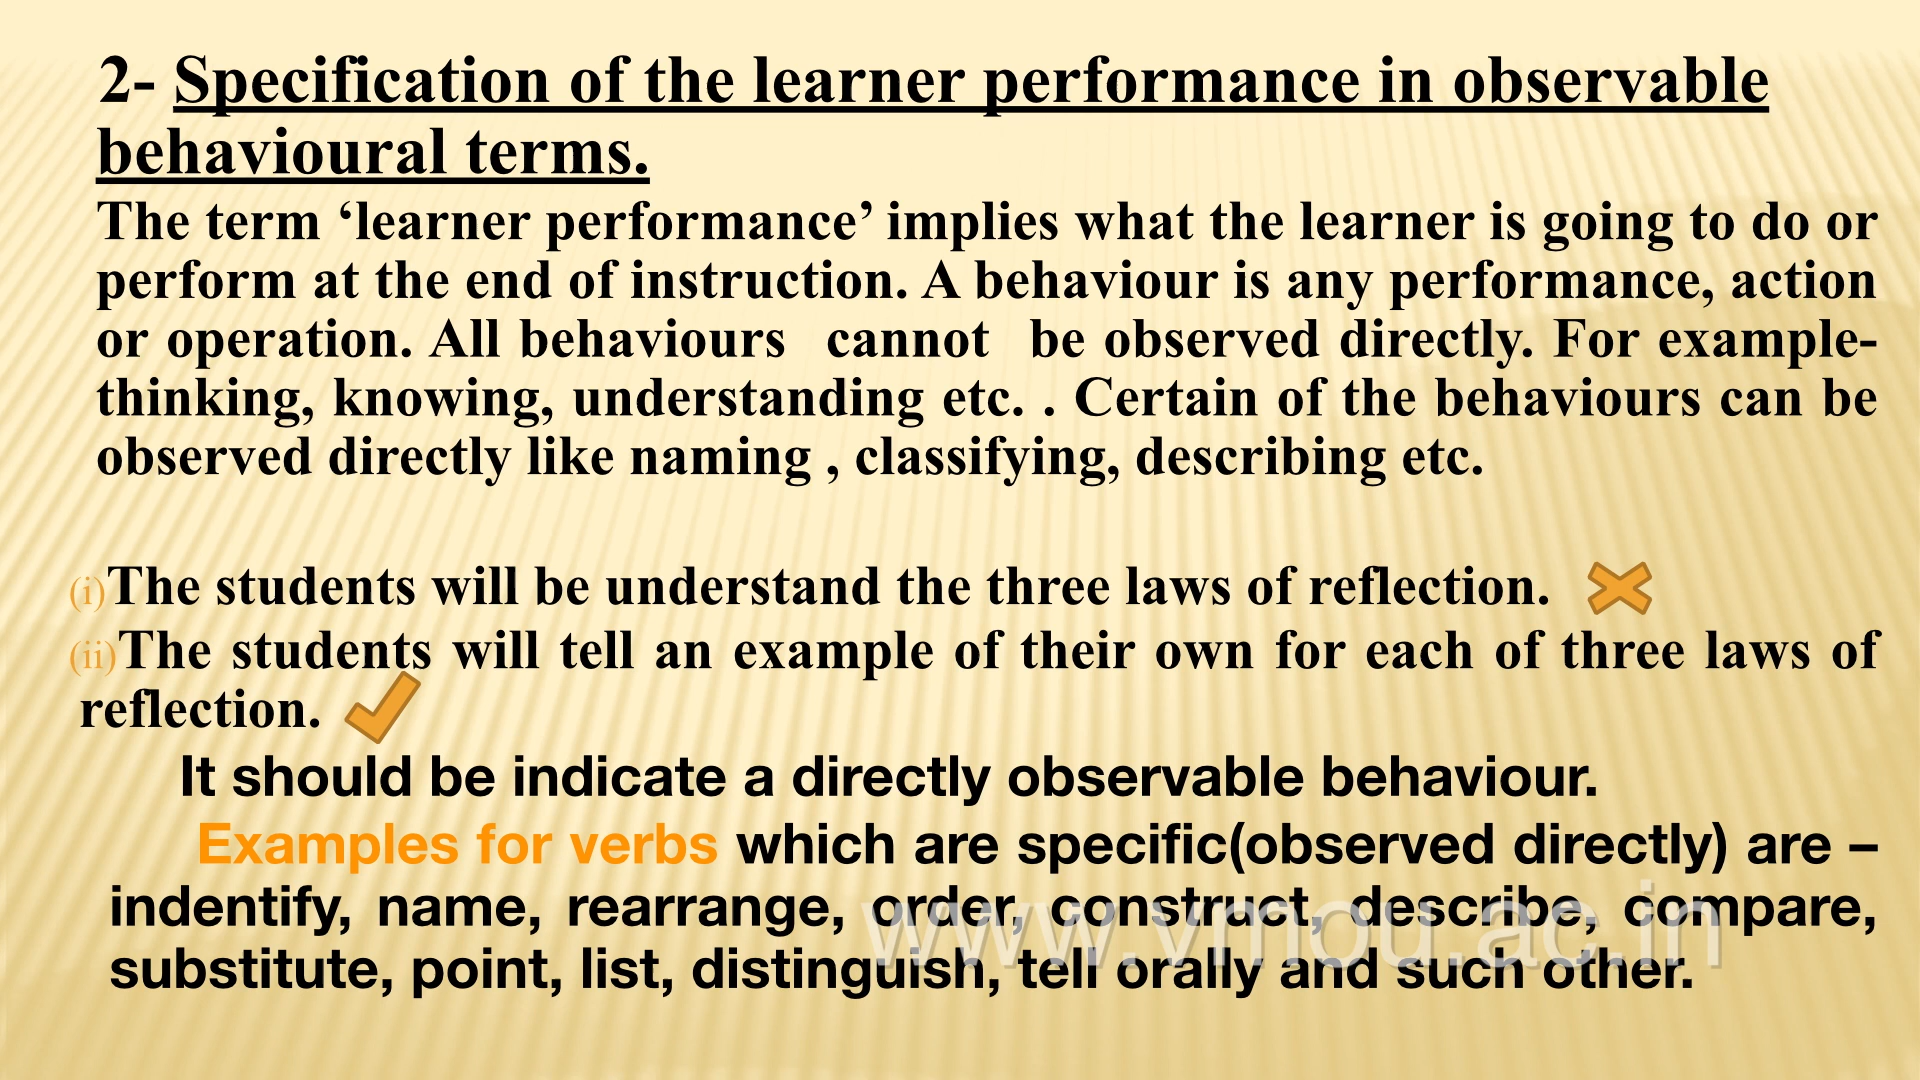 2- Specification of the learner performance in observable
behavioural terms.
The term ‘learner performance’ implies what the learner is going to do or
perform at the end of instruction. A behaviour is any performance, action
or operation. All behaviours cannot be observed directly. For example-
thinking, knowing, understanding etc. . Certain of the behaviours can be
observed directly like naming , classifying, describing etc.
(i)The students will be understand the three laws of reflection.
(ii)The students will tell an example of their own for each of three laws of
reflection.
It should be indicate a directly observable behaviour.
Examples for verbs which are specific(observed directly) are –
indentify, name, rearrange, order, construct, describe, compare,
substitute, point, list, distinguish, tell orally and such other.
www.vmou.ac.in